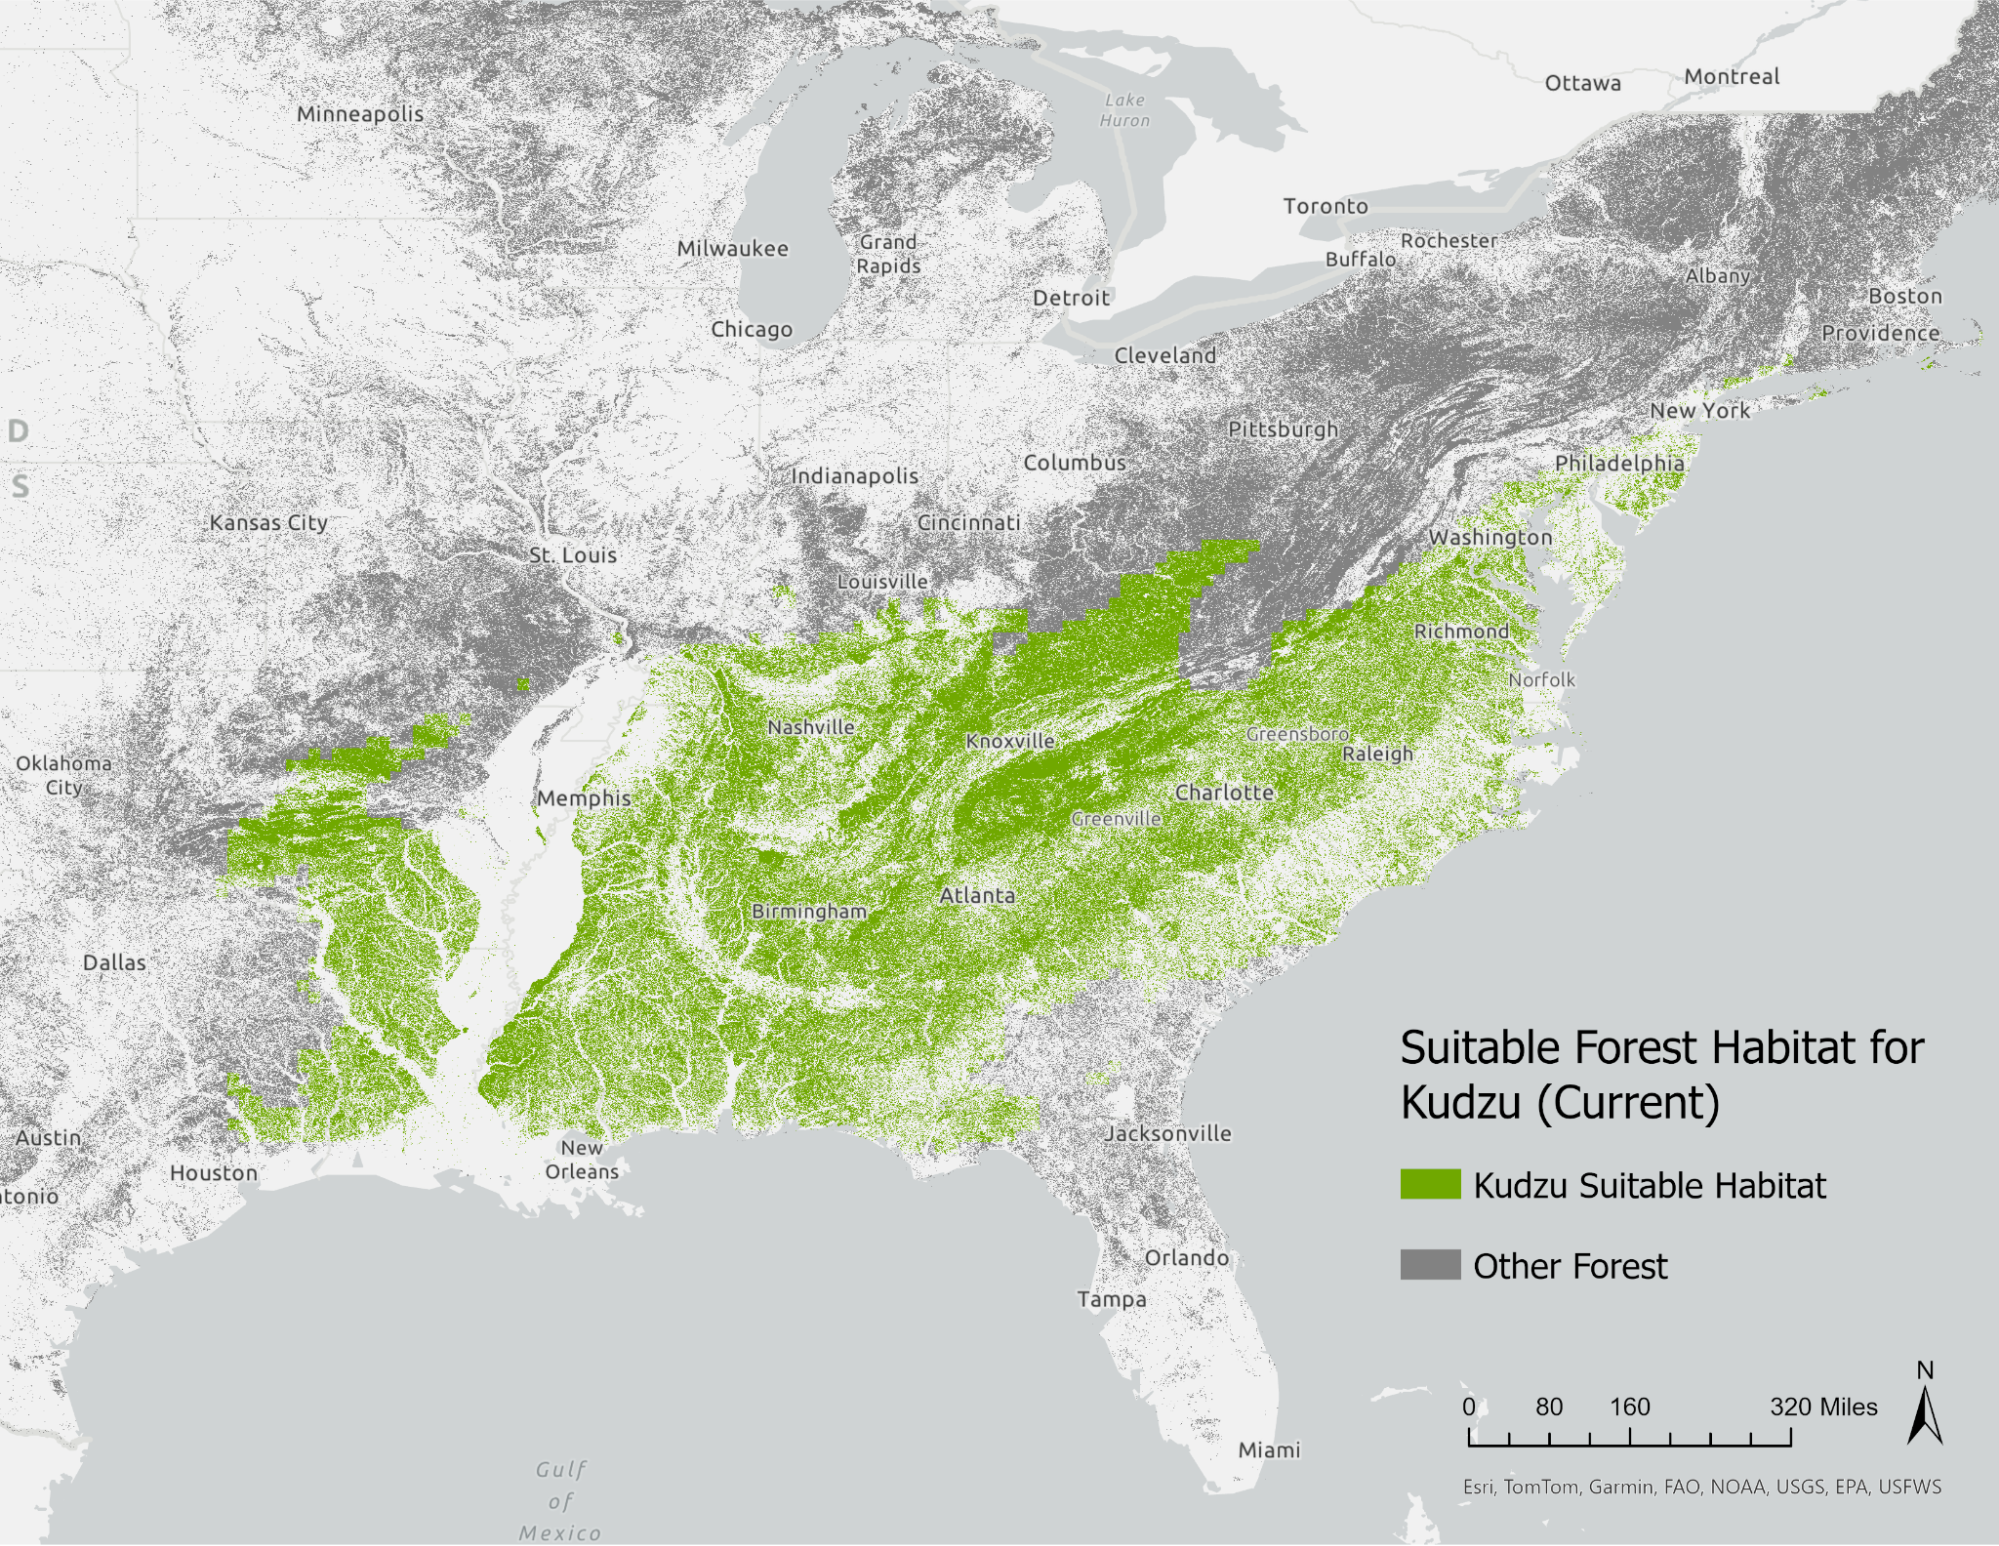 Ottawa
Montreal
Minneapolis
Lake
Huron
Toronto
Rochester
Buffalo
Milwaukee
Grand
Rapids
Albany
Detroit
Boston
Chicago
Providence
Cleveland
New York
D
Pittsburgh
Columbus
Philadelphia
Indianapolis
S
Kansas City
Cincinnati
Washington
St. Louis
Louisville
Richmond
Norfolk
Nashville
Knoxville
Greensboro
Raleigh
Oklahoma
City
Memphis
Charlotte
Greenville
Atlanta
Birmingham
Dallas
Suitable Forest Habitat for
Kudzu (Current)
Austin
Jacksonville
New
Orleans
Houston
Kudzu Suitable Habitat
ntonio
Orlando
Other Forest
Tampa
N
0 80 160 320 Miles
Miami
Gulf
of
Mexico
Esri, TomTom, Garmin, FAO, NOAA, USGS, EPA, USFWS